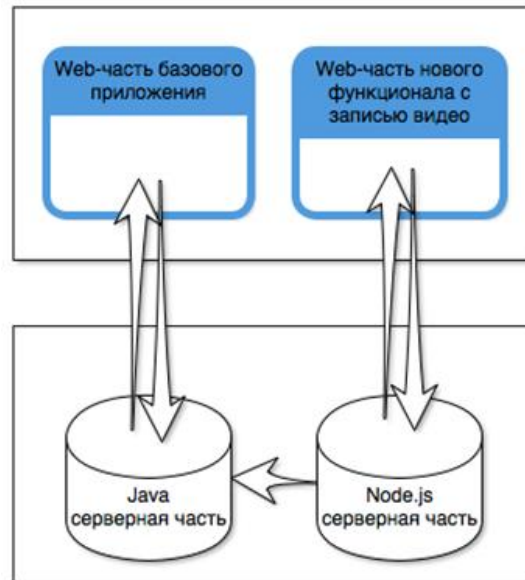 Web-часть базового
приложения
Web-часть нового
функционала с
записью видео
Java
серверная часть
Node.js
серверная часть